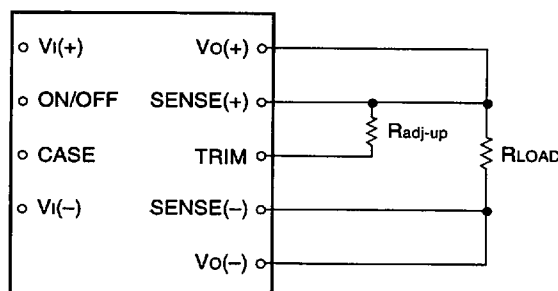 VI(+) VO(+)
ON/OFF SENSE(+)
Radj-up
CASE TRIM RLOAD
VI(–) SENSE(–)
VO(–)